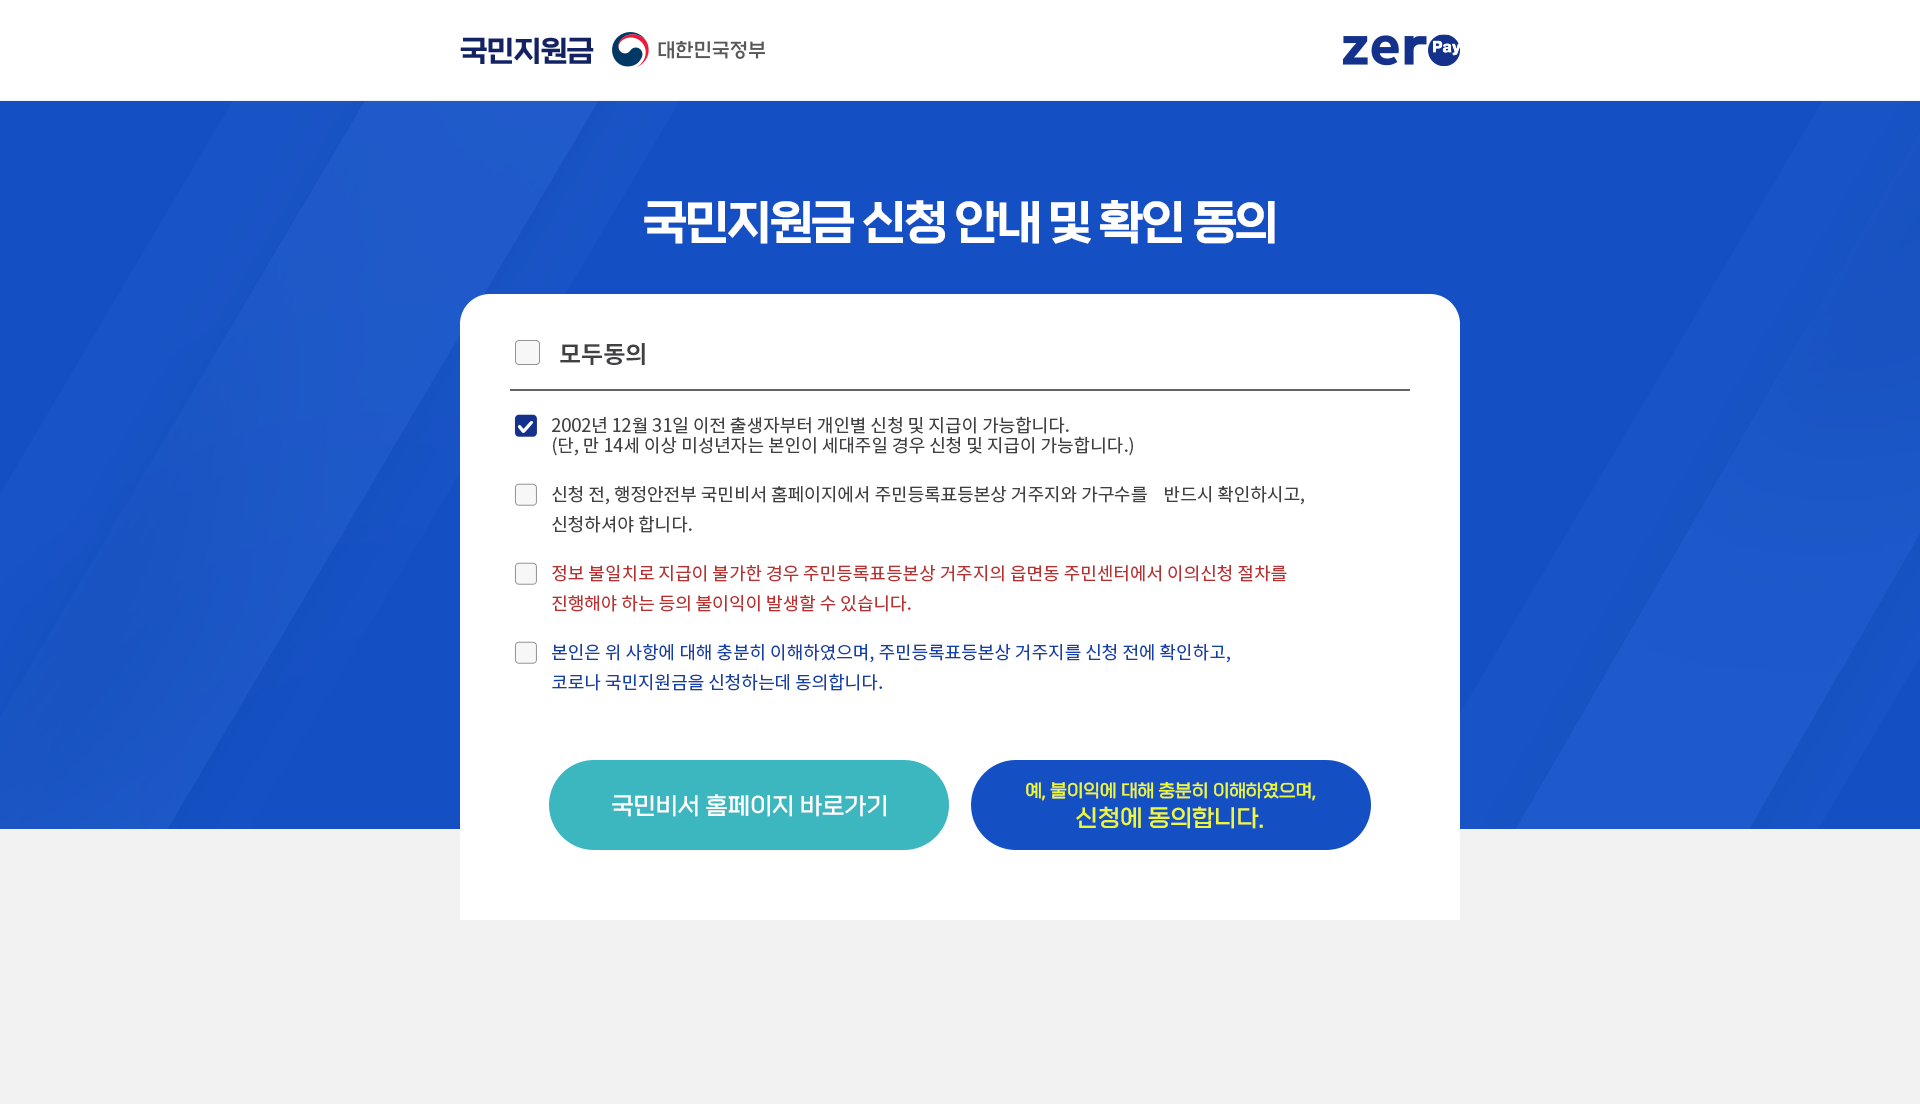 국민지원금 대한민국정부 zeroPay
국민지원금 신청 안내 및 확인 동의
모두동의
2002년 12월 31일 이전 출생자부터 개인별 신청 및 지급이 가능합니다.
(단, 만 14세 이상 미성년자는 본인이 세대주일 경우 신청 및 지급이 가능합니다.)
신청 전, 행정안전부 국민비서 홈페이지에서 주민등록표등본상 거주지와 가구수를 반드시 확인하시고,
신청하셔야 합니다.
정보 불일치로 지급이 불가한 경우 주민등록표등본상 거주지의 읍면동 주민센터에서 이의신청 절차를
진행해야 하는 등의 불이익이 발생할 수 있습니다.
본인은 위 사항에 대해 충분히 이해하였으며, 주민등록표등본상 거주지를 신청 전에 확인하고,
코로나 국민지원금을 신청하는데 동의합니다.
국민비서 홈페이지 바로가기
예, 불이익에 대해 충분히 이해하였으며,
신청에 동의합니다.